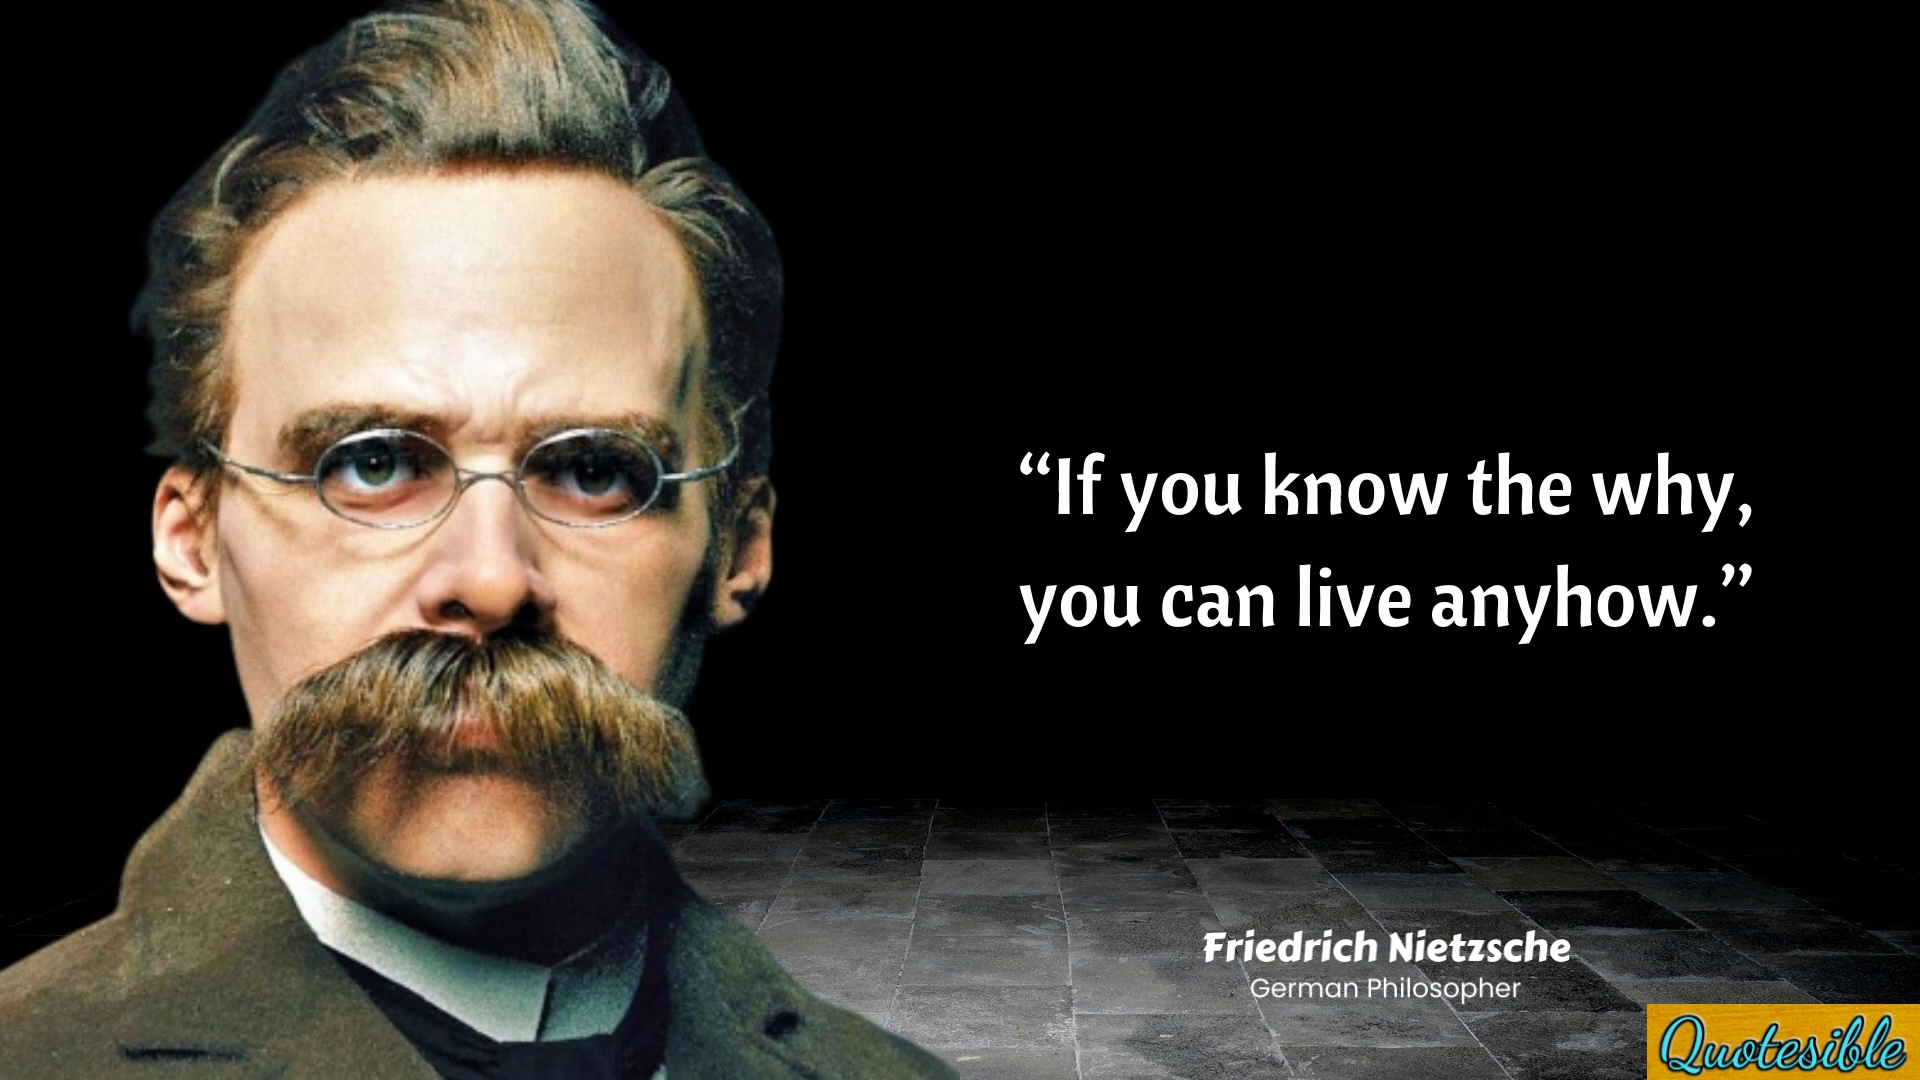 “If you know the why,
you can live anyhow.”
Friedrich Nietzsche
German Philosopher
Quotesible